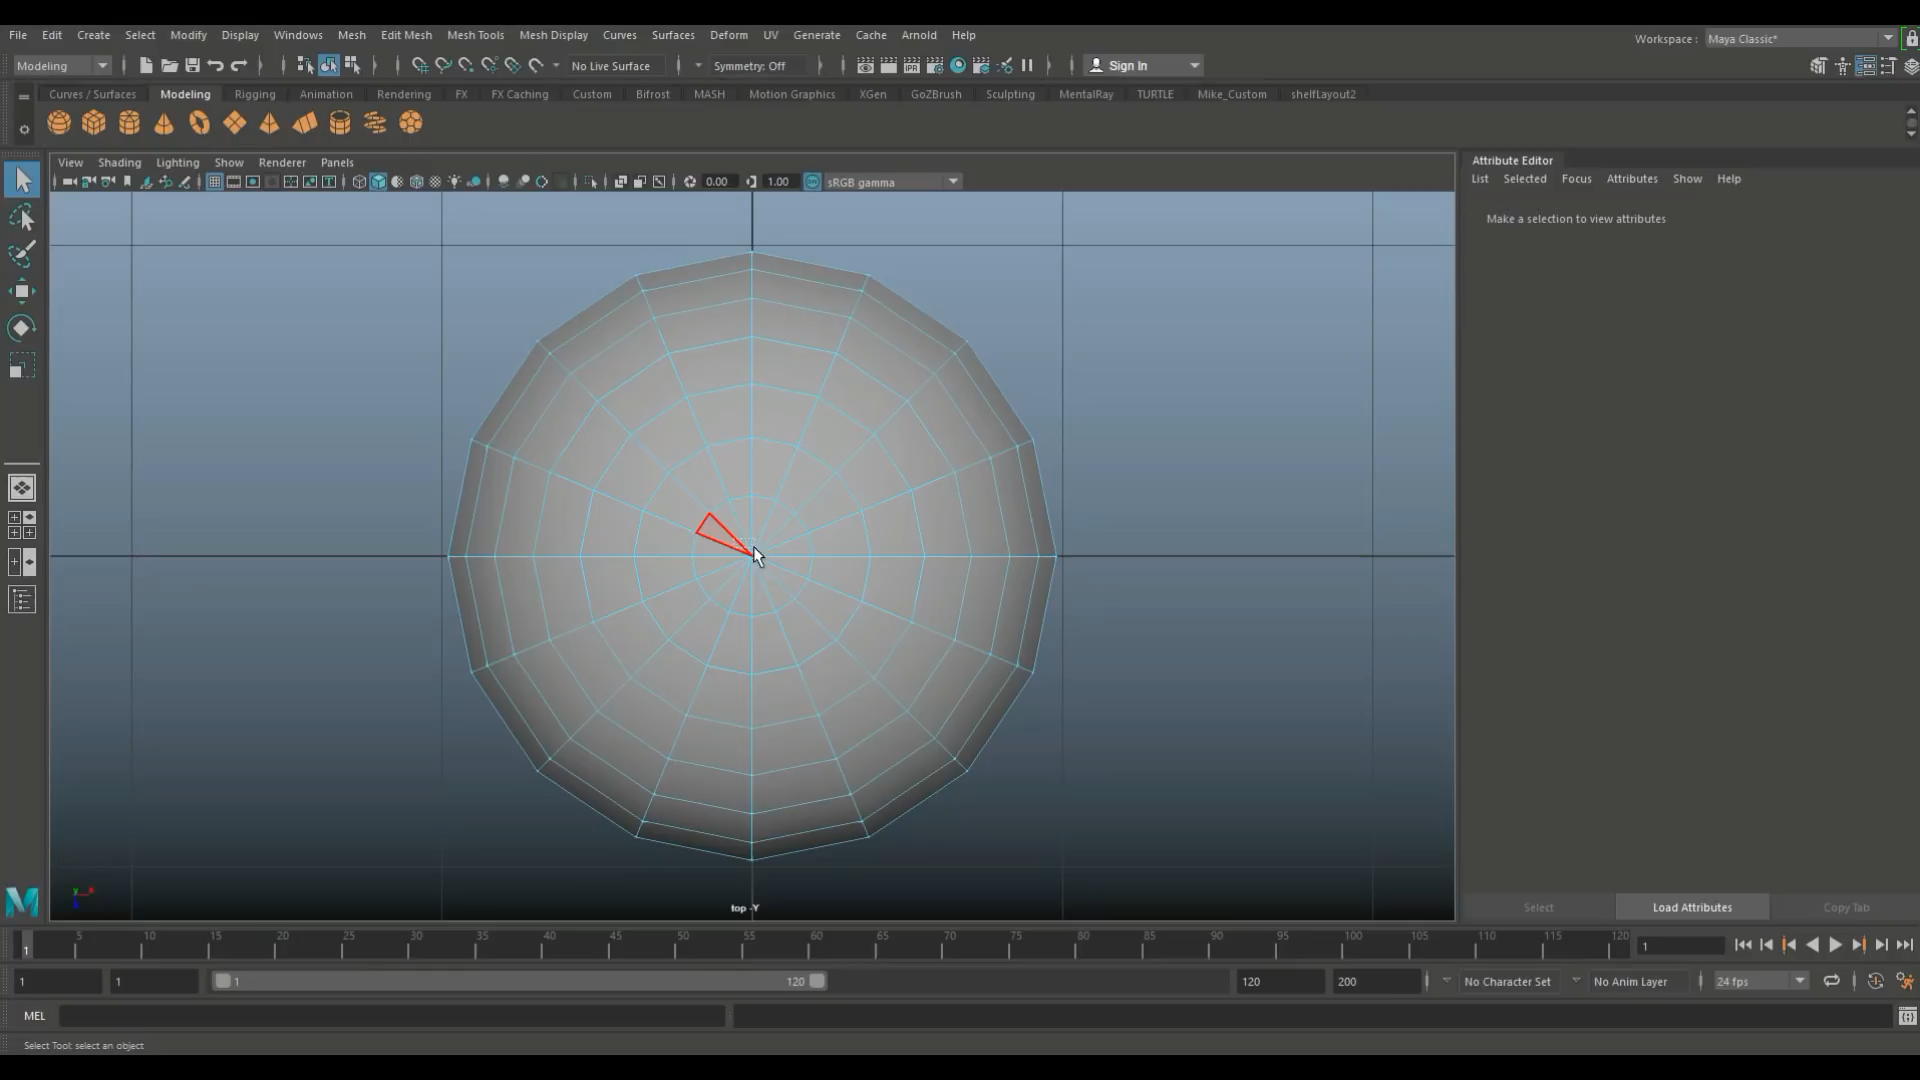 File Edit Create Select Modify Display Windows Mesh Edit Mesh Mesh Tools Mesh Display Curves Surfaces Deform UV Generate Cache Arnold Help
Workspace : Maya Classic*
Modeling No Live Surface Symmetry: Off IPR Sign In
Curves / Surfaces Modeling Rigging Animation Rendering FX FX Caching Custom Bifrost MASH Motion Graphics XGen GoZBrush Sculpting MentalRay TURTLE Mike_Custom shelfLayout2
View Shading Lighting Show Renderer Panels
0.00 1.00 sRGB gamma
Attribute Editor
List Selected Focus Attributes Show Help
Make a selection to view attributes
y x
top -Y
Select Load Attributes Copy Tab
1 5 10 15 20 25 30 35 40 45 50 55 60 65 70 75 80 85 90 95 100 105 110 115 120 1
1 1 1 120 120 200 No Character Set No Anim Layer 24 fps
MEL
Select Tool: select an object